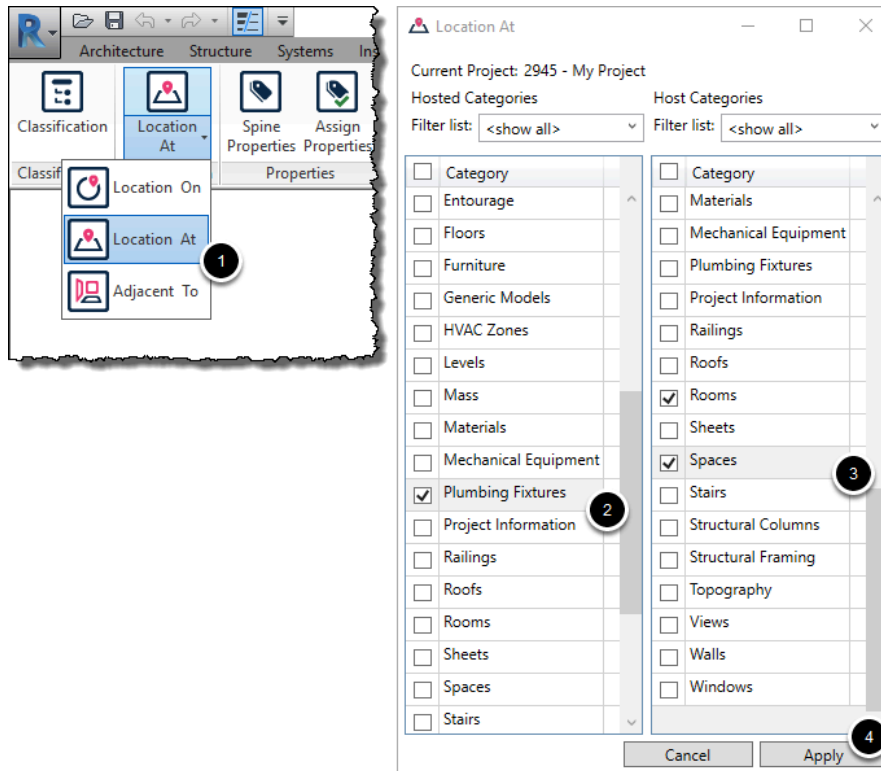 R
Architecture Structure Systems Ins
Classification
Location At
Spine Properties
Assign Properties
Classif
Properties
Location On
Location At
1
Adjacent To
Location At
Current Project: 2945 - My Project
Hosted Categories
Filter list: <show all>
Category
Entourage
Floors
Furniture
Generic Models
HVAC Zones
Levels
Mass
Materials
Mechanical Equipment
Plumbing Fixtures
2
Project Information
Railings
Roofs
Rooms
Sheets
Spaces
Stairs
Host Categories
Filter list: <show all>
Category
Materials
Mechanical Equipment
Plumbing Fixtures
Project Information
Railings
Roofs
Rooms
Sheets
Spaces
3
Stairs
Structural Columns
Structural Framing
Topography
Views
Walls
Windows
4
Cancel Apply